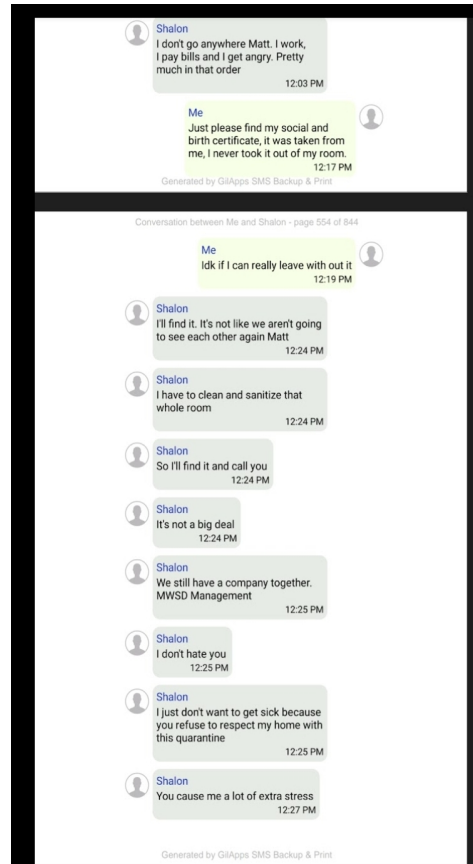 Shalon
I don't go anywhere Matt. I work,
I pay bills and I get angry. Pretty
much in that order
12:03 PM
Me
Just please find my social and
birth certificate, it was taken from
me, I never took it out of my room.
12:17 PM
Generated by GilApps SMS Backup & Print
Conversation between Me and Shalon - page 554 of 844
Me
Idk if I can really leave with out it
12:19 PM
Shalon
I'll find it. It's not like we aren't going
to see each other again Matt
12:24 PM
Shalon
I have to clean and sanitize that
whole room
12:24 PM
Shalon
So I'll find it and call you
12:24 PM
Shalon
It's not a big deal
12:24 PM
Shalon
We still have a company together.
MWSD Management
12:25 PM
Shalon
I don't hate you
12:25 PM
Shalon
I just don't want to get sick because
you refuse to respect my home with
this quarantine
12:25 PM
Shalon
You cause me a lot of extra stress
12:27 PM
Generated by GilApps SMS Backup & Print